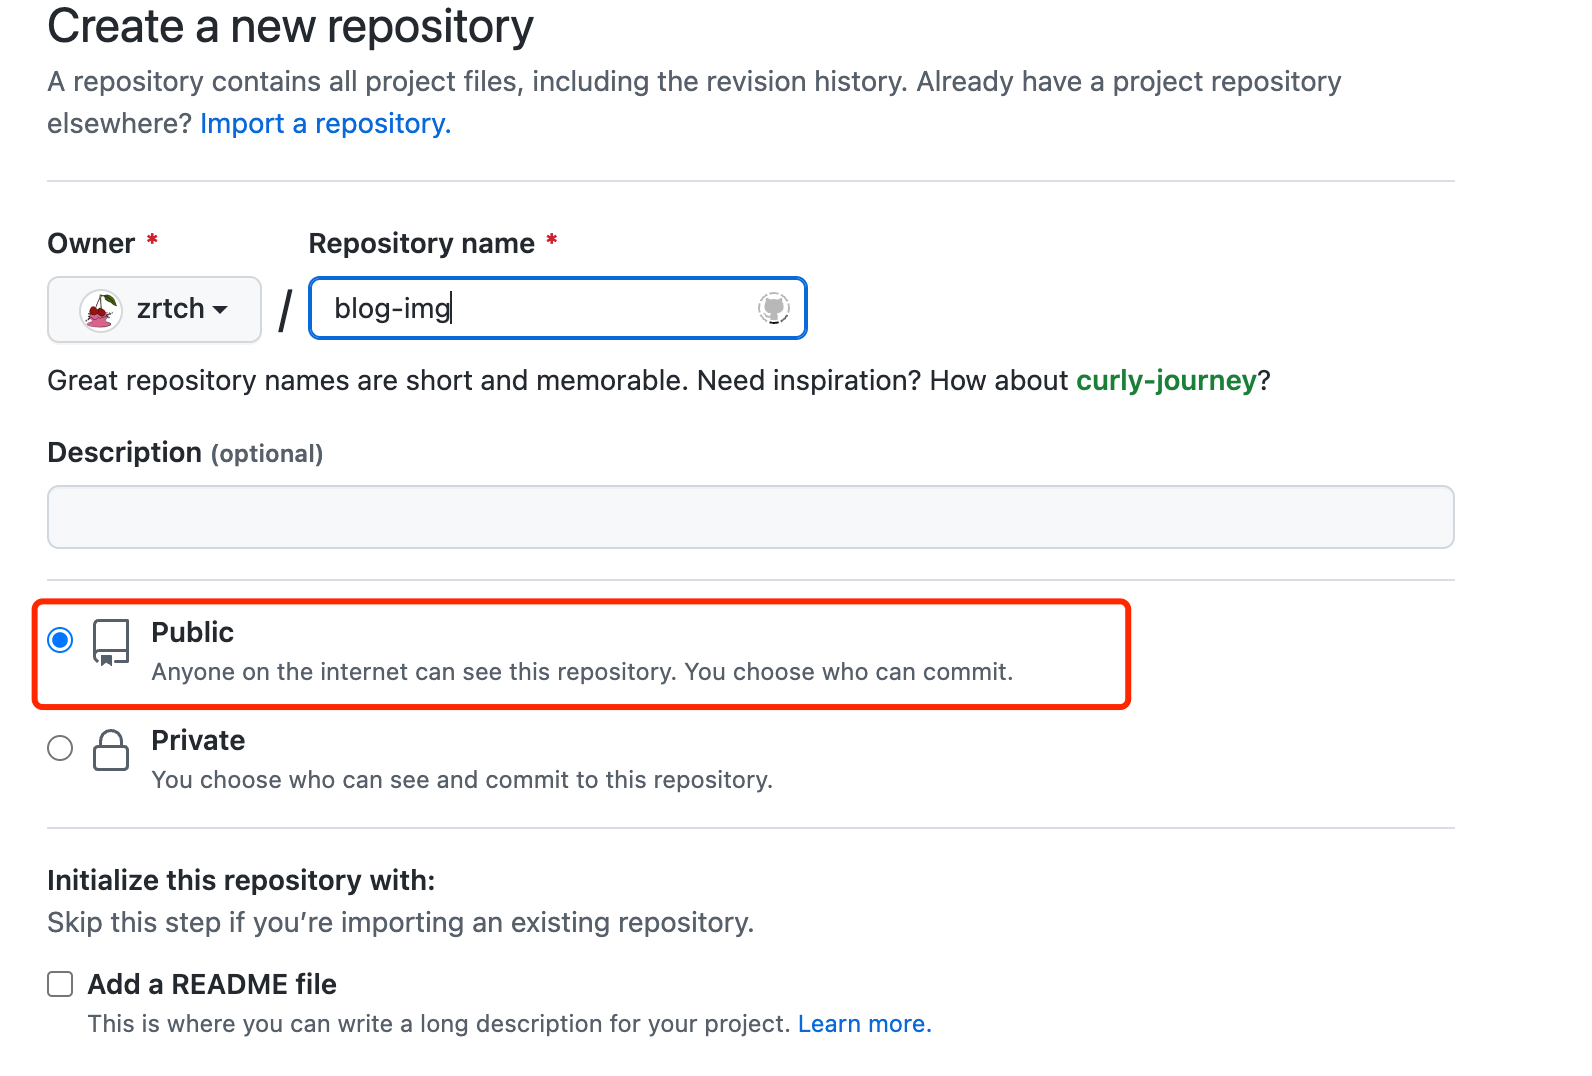 Create a new repository
A repository contains all project files, including the revision history. Already have a project repository
elsewhere? Import a repository.
Owner * Repository name *
zrtch / blog-img
Great repository names are short and memorable. Need inspiration? How about curly-journey?
Description (optional)
Public
Anyone on the internet can see this repository. You choose who can commit.
Private
You choose who can see and commit to this repository.
Initialize this repository with:
Skip this step if you’re importing an existing repository.
Add a README file
This is where you can write a long description for your project. Learn more.